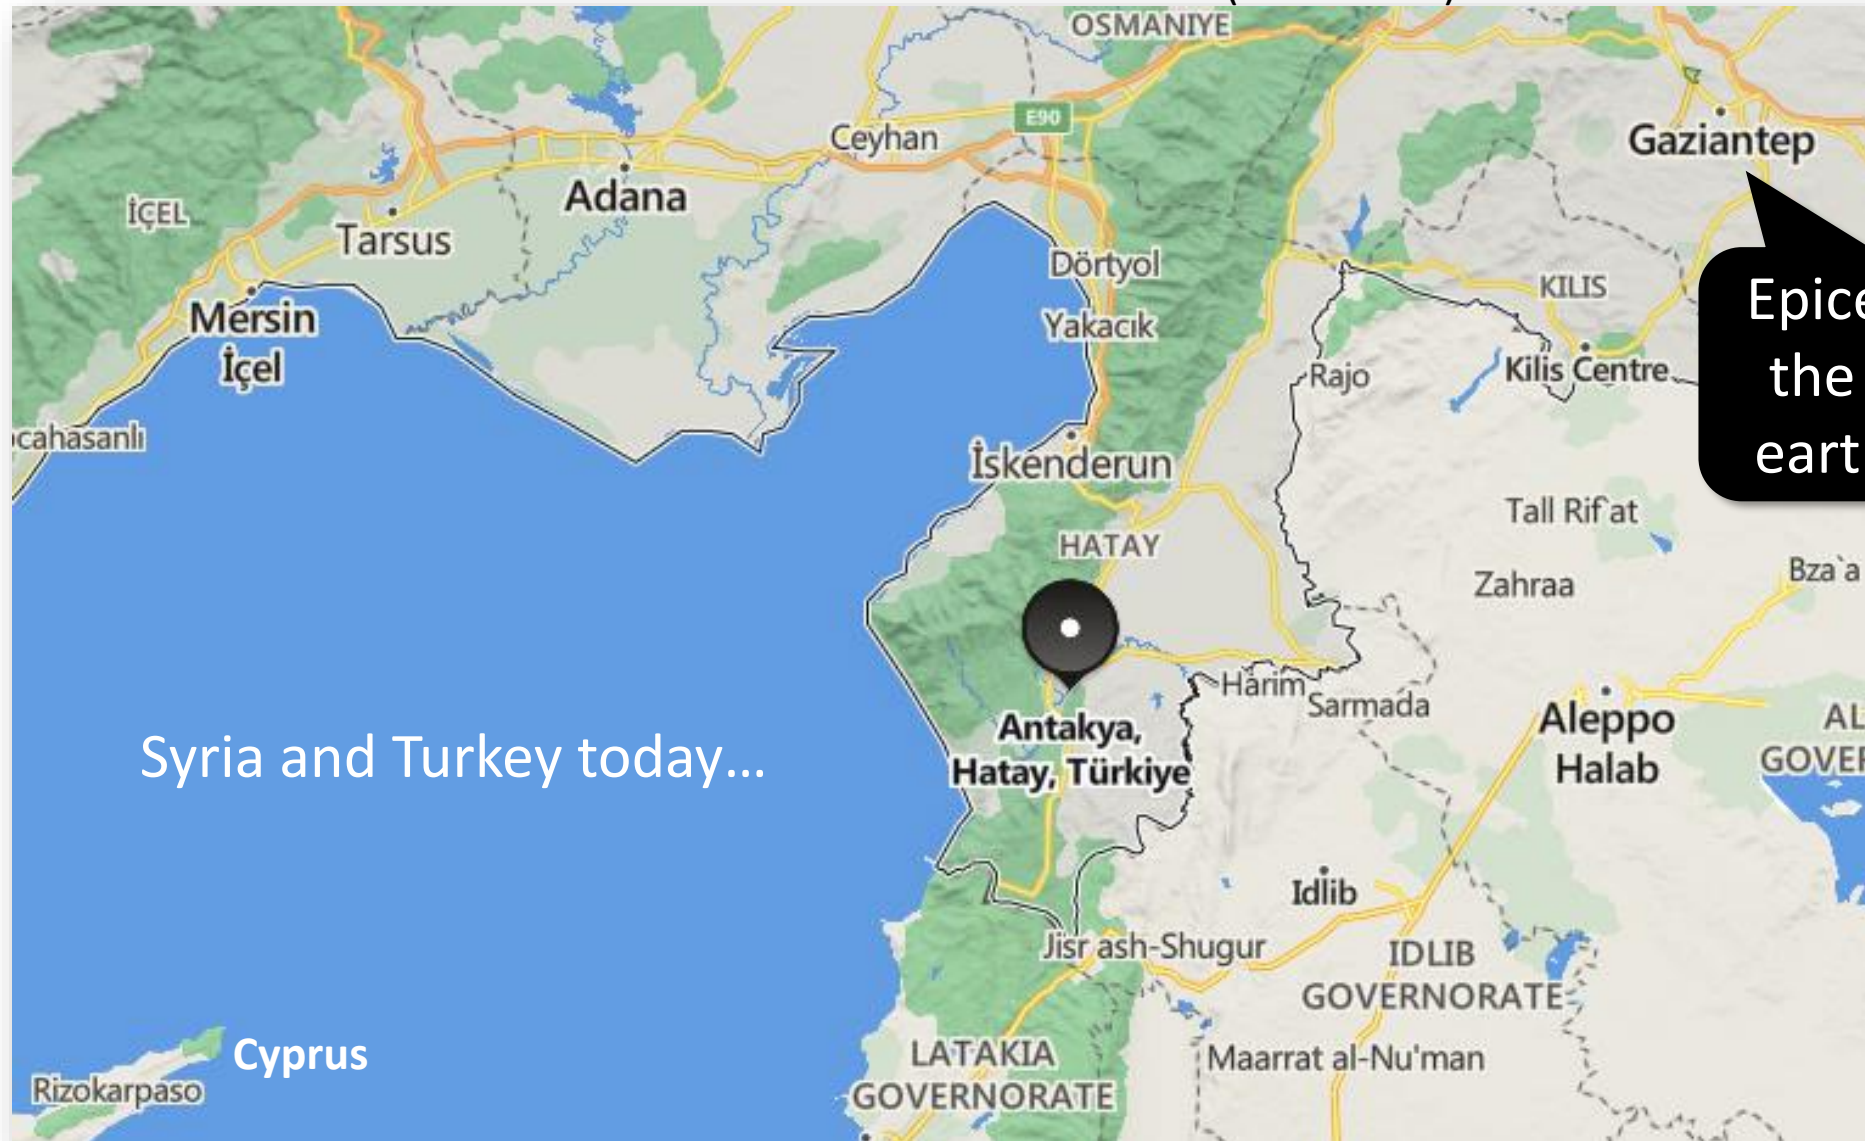 OSMANIYE
E90
Ceyhan
Gaziantep
Adana
İÇEL
Tarsus
Dörtyol
KILIS
Mersin
İçel
Yakacık
Rajo
Kilis Centre
the
cahasanlı
İskenderun
Tall Rif'at
HATAY
Zahraa
Bza`a
Harim
Sarmada
Antakya,
Hatay, Türkiye
Aleppo
Halab
Syria and Turkey today…
Idlib
Jisr ash-Shugur
IDLIB
GOVERNORATE
Cyprus
Rizokarpaso
LATAKIA
GOVERNORATE
Maarrat al-Nu'man